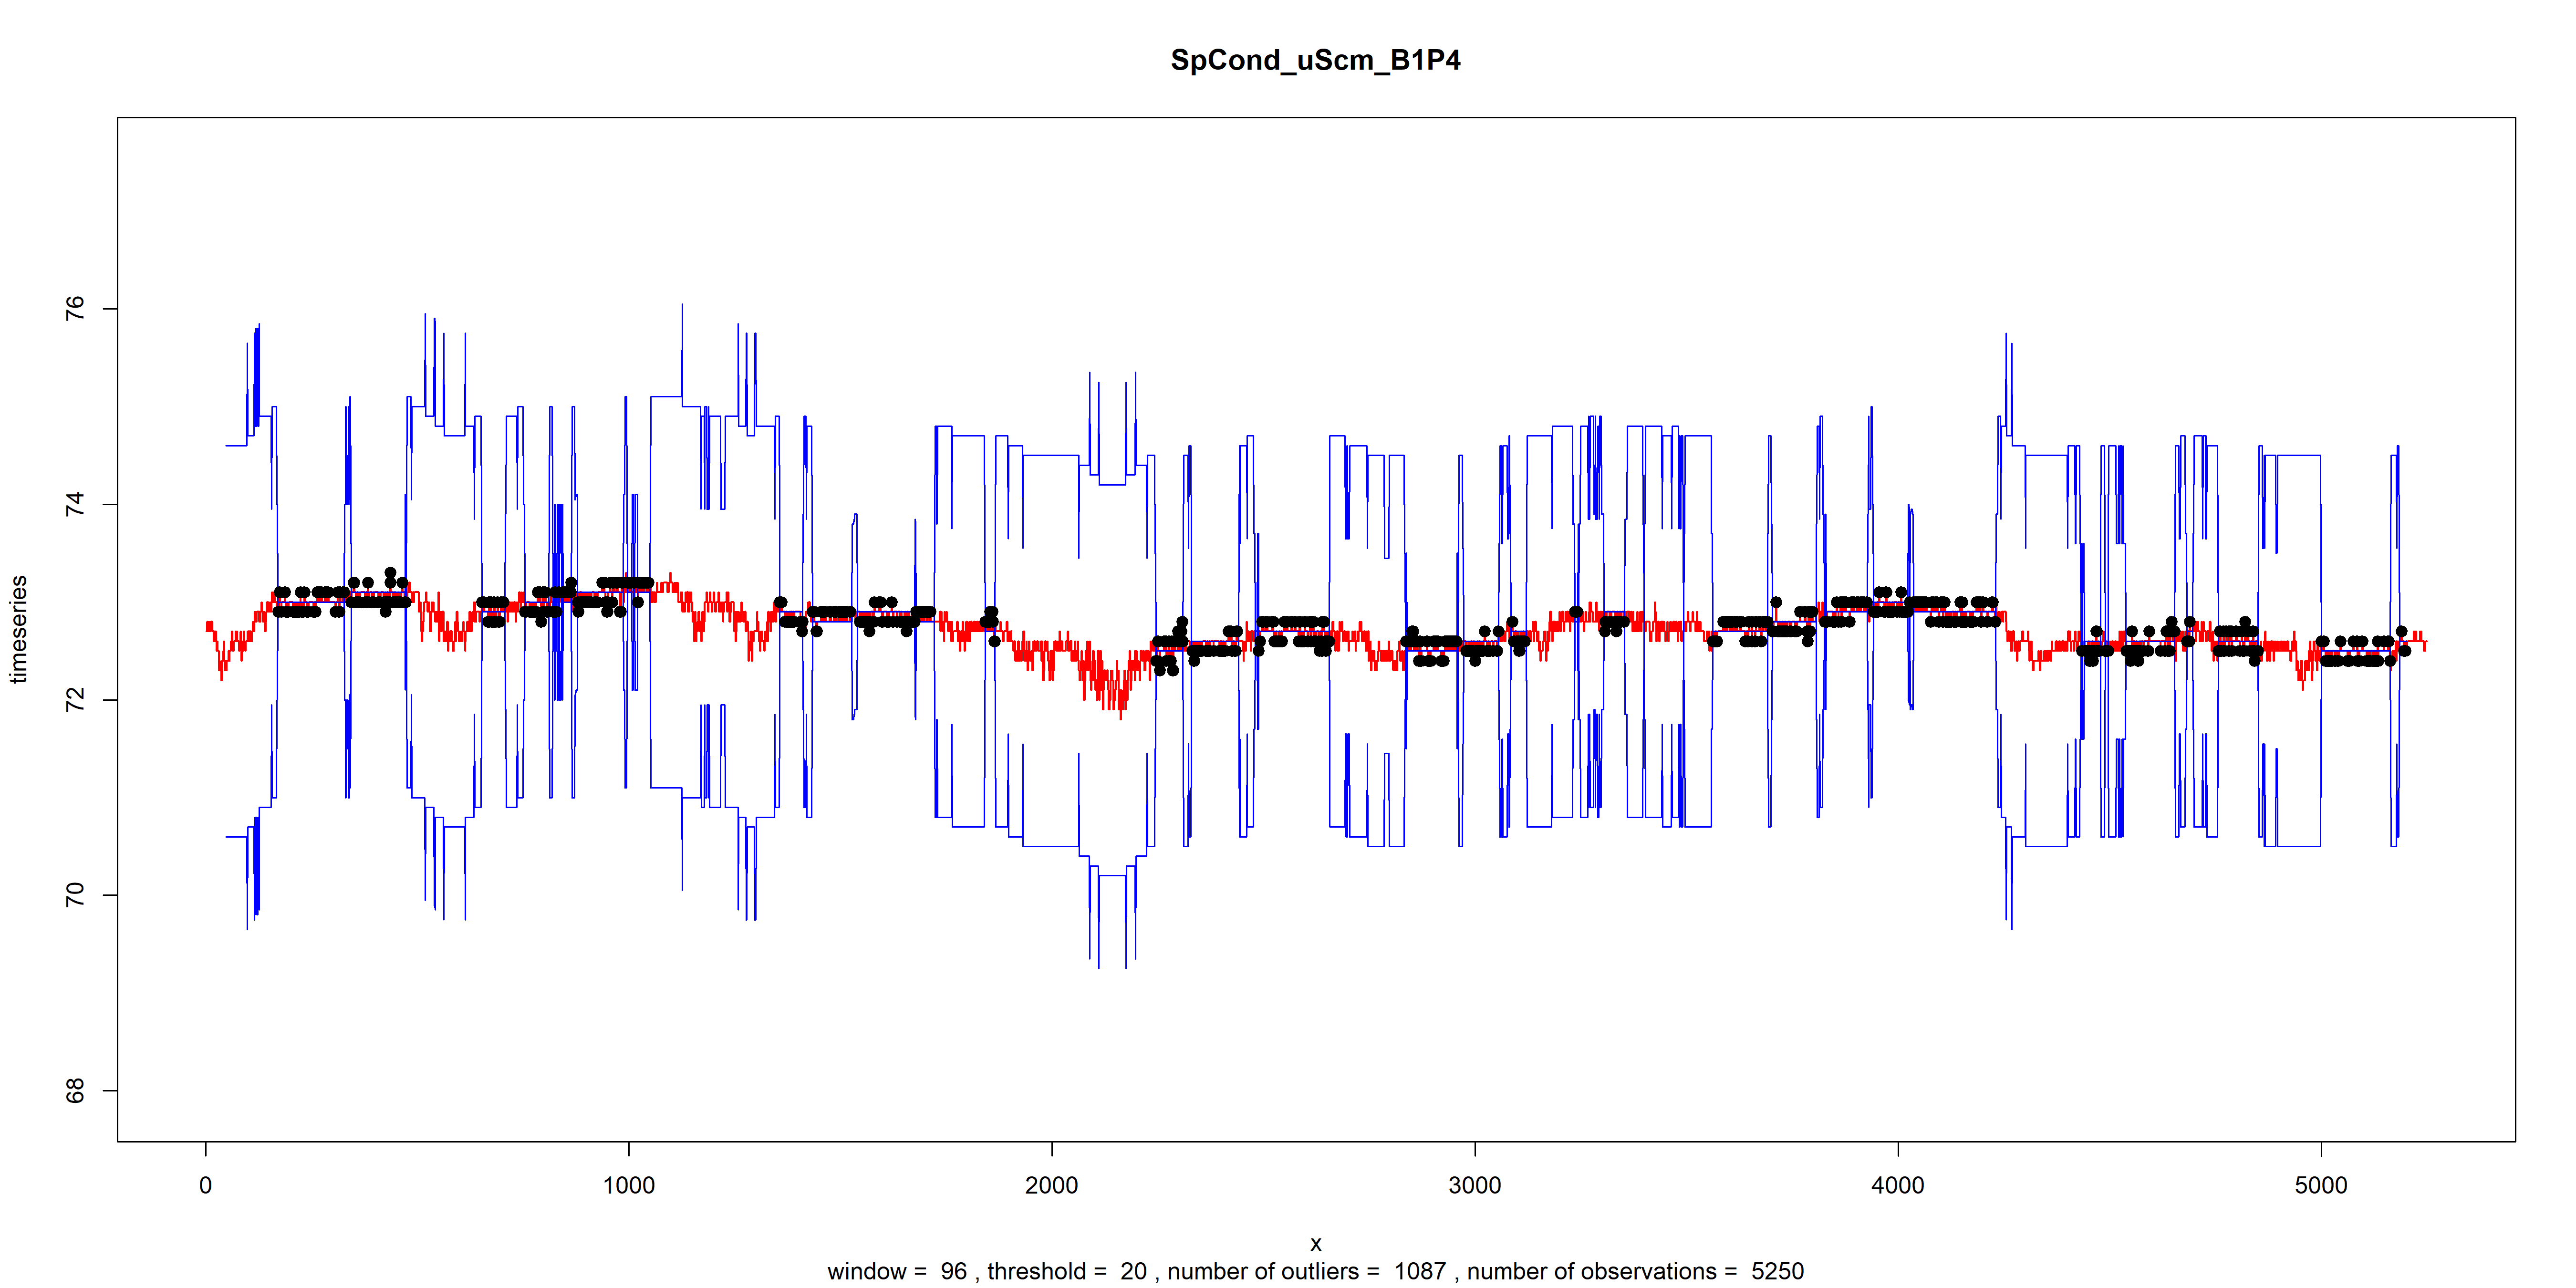 SpCond_uScm_B1P4
timeseries
76
74
72
70
68
0 1000 2000 3000 4000 5000
x
window = 96 , threshold = 20 , number of outliers = 1087 , number of observations = 5250